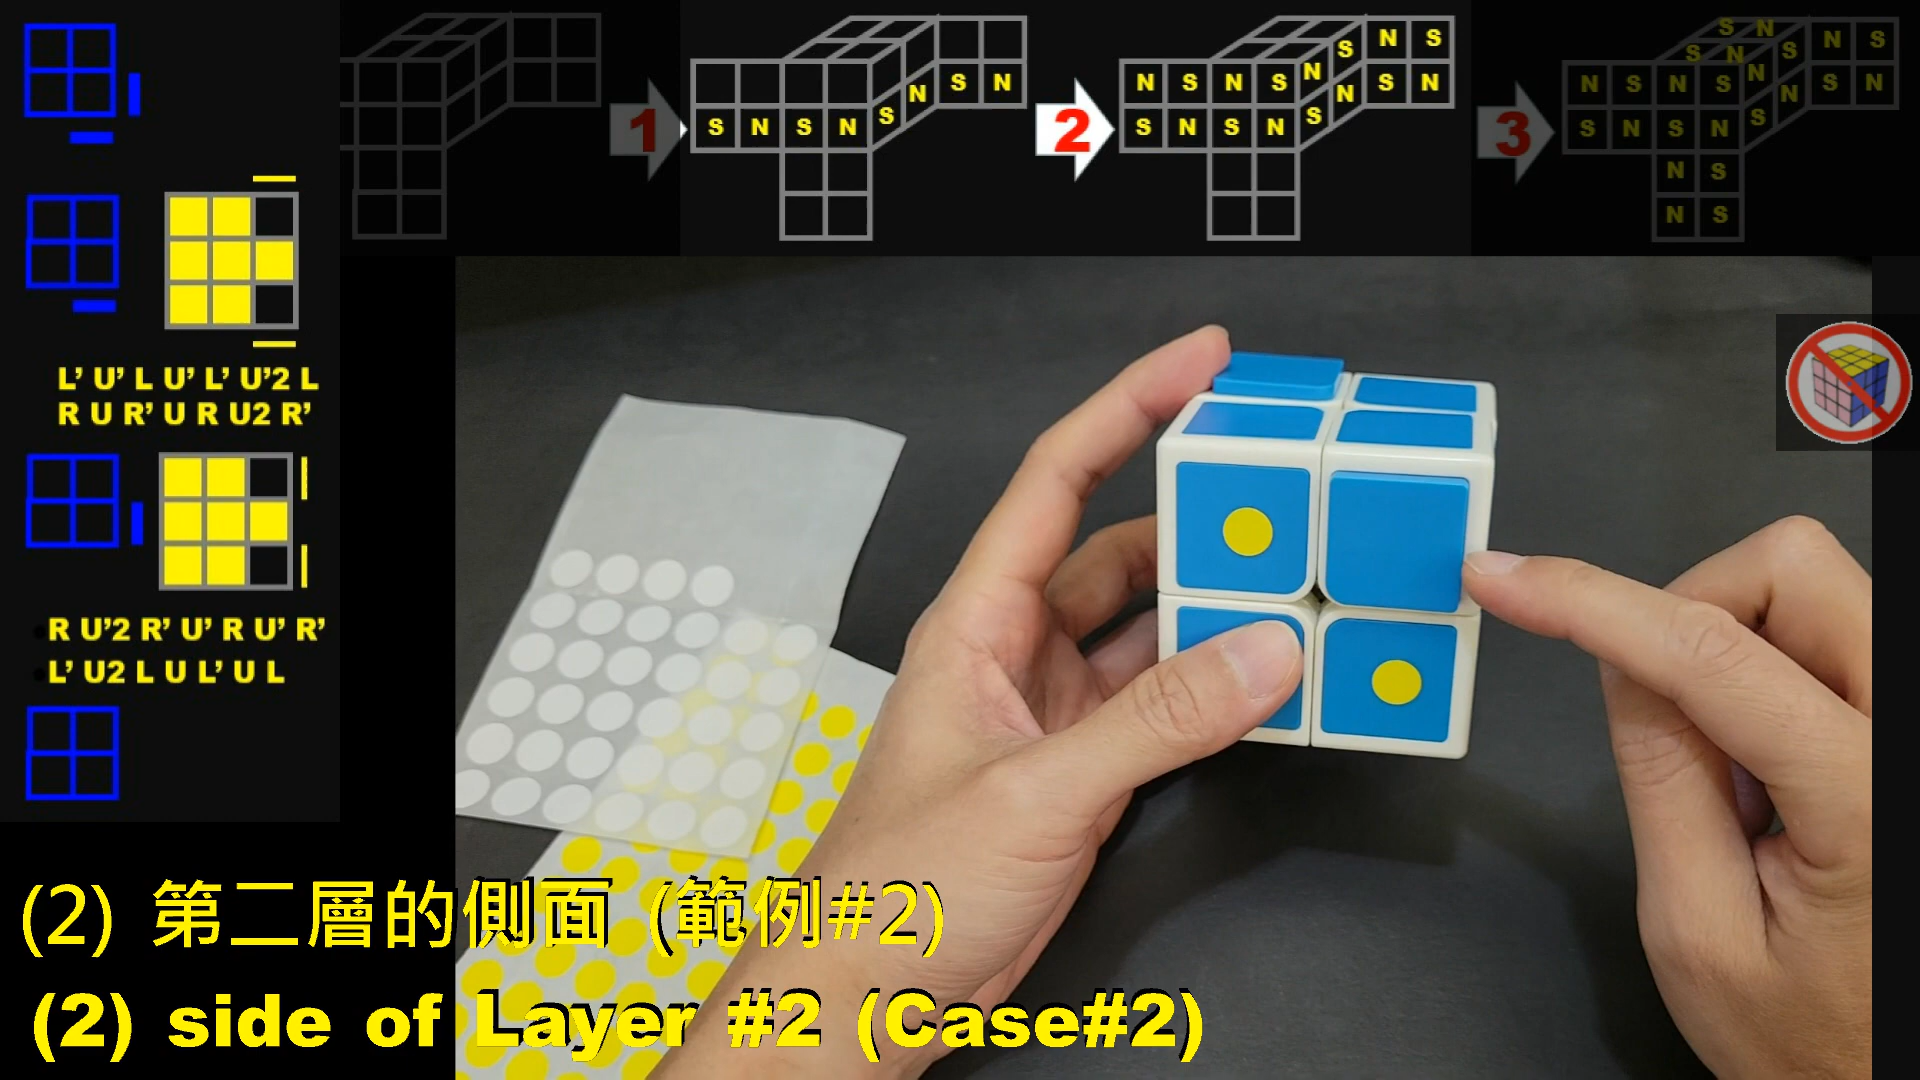 1
S N S N S N S N
2
N S N S N S N S
S N S N S N S N
3
S N
S N
N S N S N S N S
S N S N S N S N
N S
N S
L’ U’ L U’ L’ U’2 L
R U R’ U R U2 R’
R U’2 R’ U’ R U’ R’
L’ U2 L U L’ U L
(2) 第二層的側面 (範例#2)
(2) side of Layer #2 (Case#2)